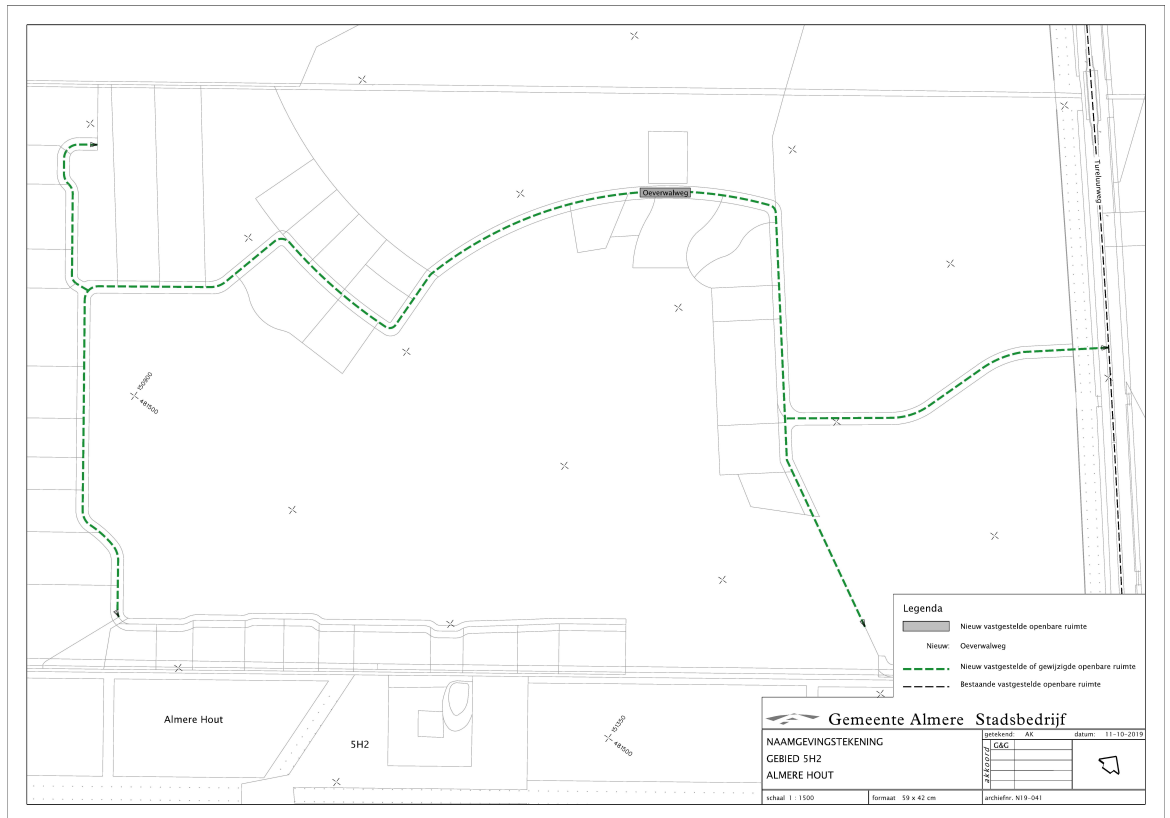 Oeverwalweg
Tureluurweg
150900
481500
151350
481500
Almere Hout
5H2
Legenda
Nieuw vastgestelde openbare ruimte
Nieuw: Oeverwalweg
Nieuw vastgestelde of gewijzigde openbare ruimte
Bestaande vastgestelde openbare ruimte
Gemeente Almere Stadsbedrijf
NAAMGEVINGSTEKENING
GEBIED 5H2
ALMERE HOUT
getekend: AK datum: 11-10-2019
akkoord
G&G
schaal 1 : 1500 formaat 59 x 42 cm archiefnr. N19-041